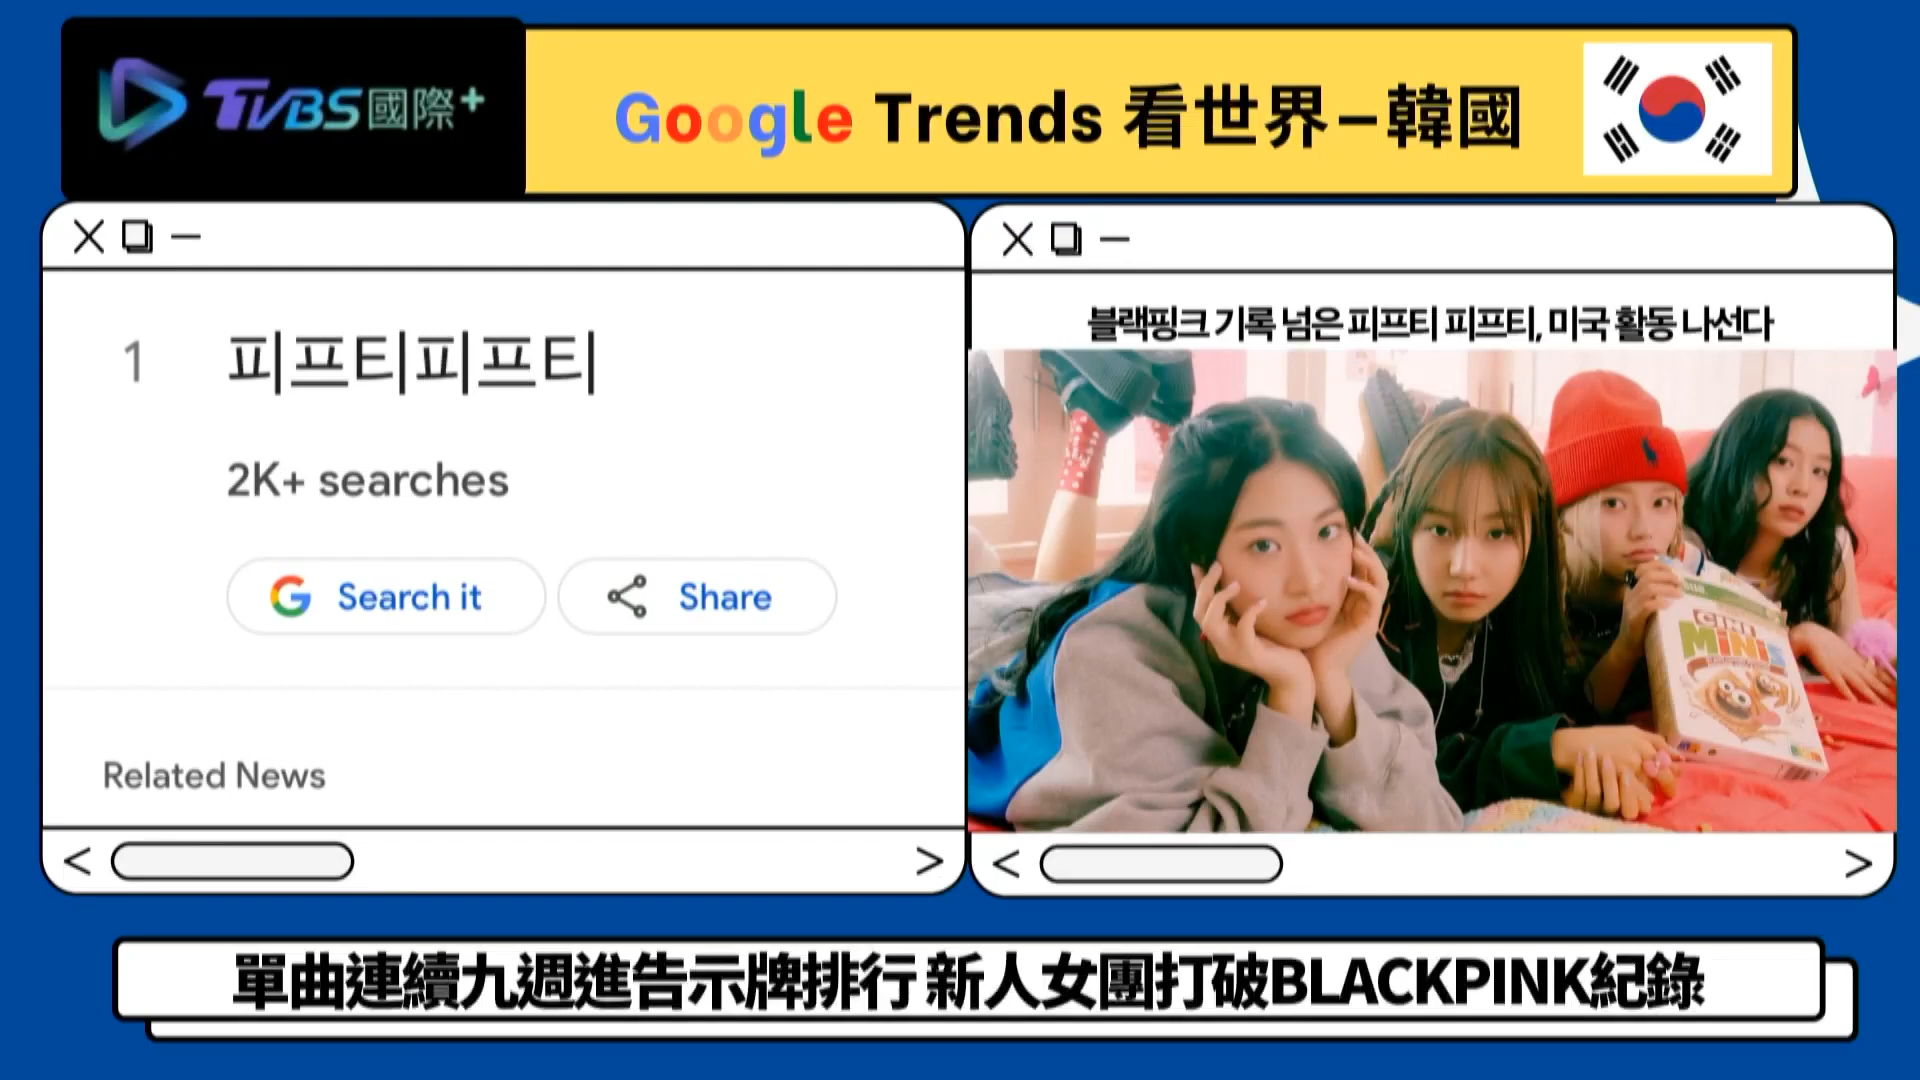 TVBS國際+
Google Trends 看世界–韓國
1 피프티피프티
2K+ searches
Search it
Share
Related News
블랙핑크 기록 넘은 피프티 피프티, 미국 활동 나선다
CINI
MINIS
單曲連續九週進告示牌排行 新人女團打破BLACKPINK紀錄